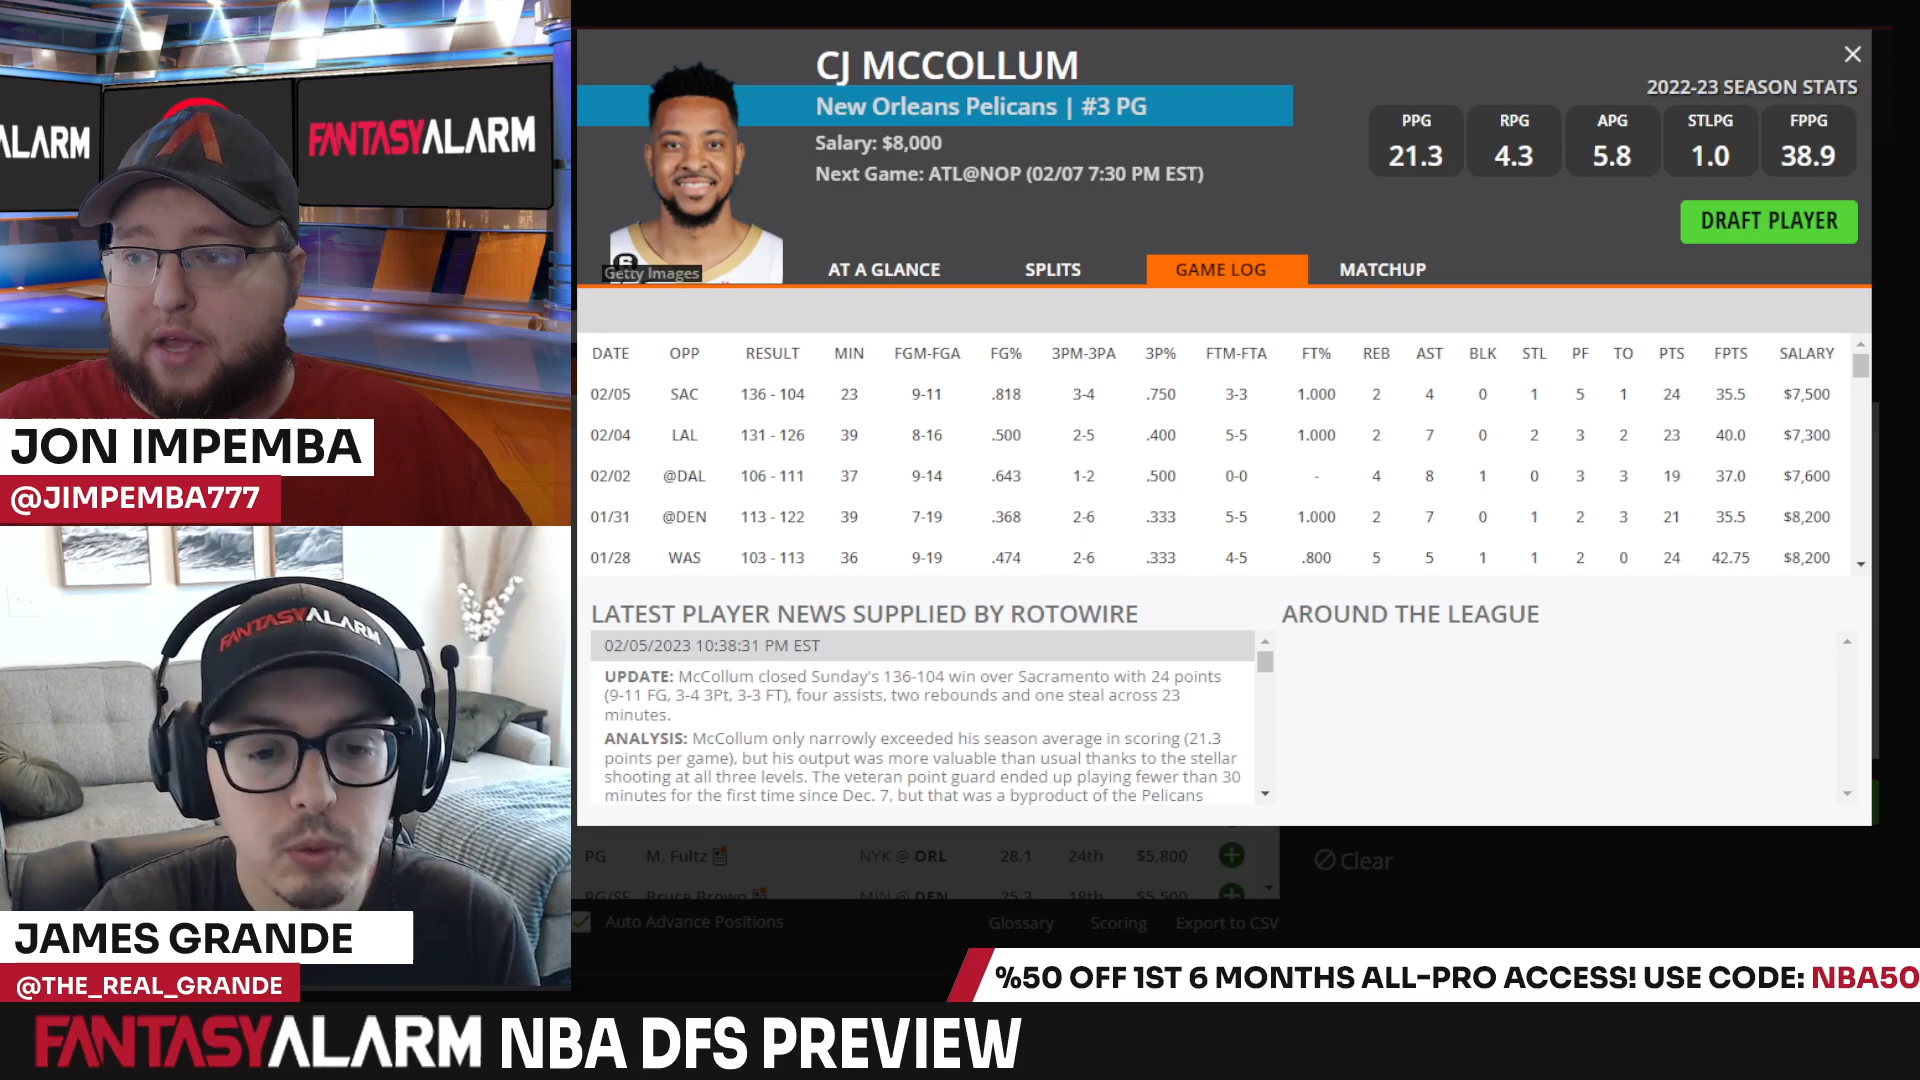 ALARM
FANTASYALARM
JON IMPEMBA
@JIMPEMBA777
FANTASYALARM
JAMES GRANDE
@THE_REAL_GRANDE
CJ MCCOLLUM
New Orleans Pelicans | #3 PG
Salary: $8,000
Next Game: ATL@NOP (02/07 7:30 PM EST)
Getty Images
2022-23 SEASON STATS
PPG RPG APG STLPG FPPG
21.3 4.3 5.8 1.0 38.9
DRAFT PLAYER
AT A GLANCE SPLITS GAME LOG MATCHUP
DATE OPP RESULT MIN FGM-FGA FG% 3PM-3PA 3P% FTM-FTA FT% REB AST BLK STL PF TO PTS FPTS SALARY
02/05 SAC 136 - 104 23 9-11 .818 3-4 .750 3-3 1.000 2 4 0 1 5 1 24 35.5 $7,500
02/04 LAL 131 - 126 39 8-16 .500 2-5 .400 5-5 1.000 2 7 0 2 3 2 23 40.0 $7,300
02/02 @DAL 106 - 111 37 9-14 .643 1-2 .500 0-0 - 4 8 1 0 3 3 19 37.0 $7,600
01/31 @DEN 113 - 122 39 7-19 .368 2-6 .333 5-5 1.000 2 7 0 1 2 3 21 35.5 $8,200
01/28 WAS 103 - 113 36 9-19 .474 2-6 .333 4-5 .800 5 5 1 1 2 0 24 42.75 $8,200
LATEST PLAYER NEWS SUPPLIED BY ROTOWIRE
02/05/2023 10:38:31 PM EST
UPDATE: McCollum closed Sunday's 136-104 win over Sacramento with 24 points
(9-11 FG, 3-4 3Pt, 3-3 FT), four assists, two rebounds and one steal across 23
minutes.
ANALYSIS: McCollum only narrowly exceeded his season average in scoring (21.3
points per game), but his output was more valuable than usual thanks to the stellar
shooting at all three levels. The veteran point guard ended up playing fewer than 30
minutes for the first time since Dec. 7, but that was a byproduct of the Pelicans
AROUND THE LEAGUE
PG M. Fultz NYK @ ORL 28.1 24th $5,800
PG/SF Bruce Brown MIN @ DEN 25.3 18th $5,500
Clear
Auto Advance Positions Glossary Scoring Export to CSV
%50 OFF 1ST 6 MONTHS ALL-PRO ACCESS! USE CODE: NBA50
FANTASYALARM NBA DFS PREVIEW